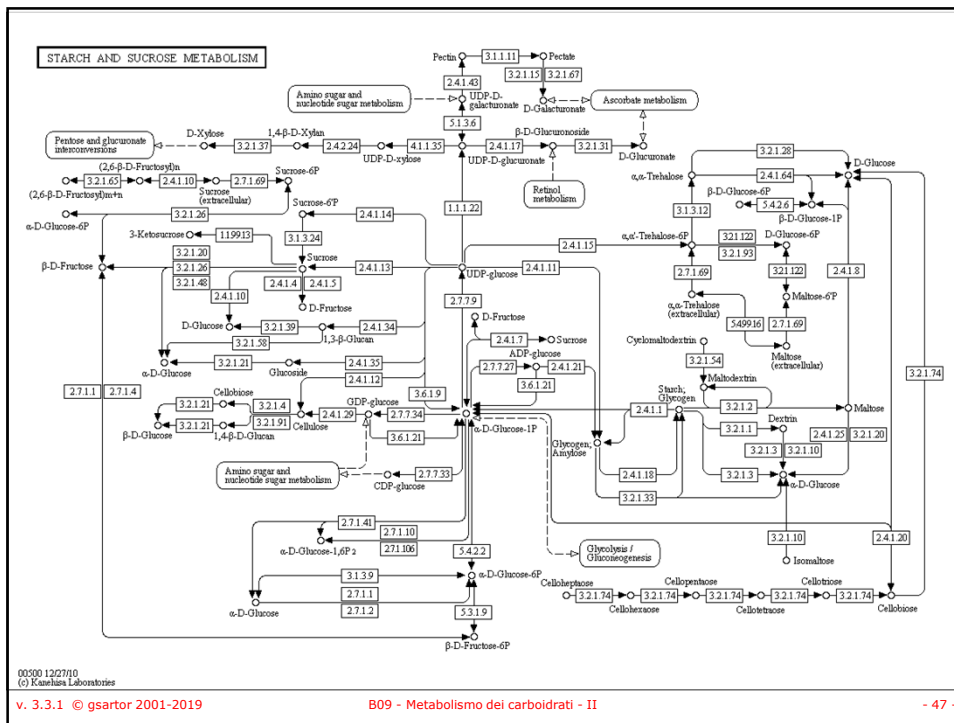 STARCH AND SUCROSE METABOLISM
Pectin
3.1.1.11
Pectate
3.2.1.15
3.2.1.67
2.4.1.43
Amino sugar and
nucleotide sugar metabolism
UDP-D-
galacturonate
D-Galacturonate
Ascorbate metabolism
5.1.3.6
Pentose and glucuronate
interconversions
D-Xylose
3.2.1.37
1,4-β-D-Xylan
2.4.2.24
UDP-D-xylose
4.1.1.35
UDP-D-glucuronate
2.4.1.17
β-D-Glucuronoside
3.2.1.31
D-Glucuronate
Retinol
metabolism
3.2.1.28
D-Glucose
α,α-Trehalose
2.4.1.64
β-D-Glucose-6P
5.4.2.6
β-D-Glucose-1P
(2,6-β-D-Fructosyl)n
3.2.1.65
2.4.1.10
2.7.1.69
Sucrose-6P
(2,6-β-D-Fructosyl)m+n
Sucrose
(extracellular)
α-D-Glucose-6P
3.2.1.26
Sucrose-6'P
2.4.1.14
1.1.1.22
3.1.3.12
3-Ketosucrose
1.1.99.13
3.1.3.24
2.4.1.15
α,α'-Trehalose-6P
3.2.1.122
3.2.1.93
D-Glucose-6P
β-D-Fructose
3.2.1.20
3.2.1.26
3.2.1.48
Sucrose
2.4.1.13
UDP-glucose
2.4.1.11
2.7.1.69
3.2.1.122
2.4.1.8
2.4.1.10
2.4.1.4
2.4.1.5
D-Fructose
α,α-Trehalose
(extracellular)
Maltose-6'P
2.7.7.9
D-Glucose
3.2.1.39
2.4.1.34
1,3-β-Glucan
3.2.1.58
D-Fructose
2.4.1.7
Sucrose
5.4.99.16
2.7.1.69
Maltose
(extracellular)
Cyclomaltodextrin
α-D-Glucose
3.2.1.21
Glucoside
2.4.1.35
2.4.1.12
ADP-glucose
2.7.7.27
2.4.1.21
3.6.1.21
3.2.1.54
Maltodextrin
3.2.1.74
2.7.1.1
2.7.1.4
Cellobiose
3.2.1.21
3.2.1.4
3.2.1.21
3.2.1.91
β-D-Glucose
1,4-β-D-Glucan
Cellulose
2.4.1.29
GDP-glucose
2.7.7.34
3.6.1.9
α-D-Glucose-1P
3.6.1.21
Starch;
Glycogen
2.4.1.1
3.2.1.2
Maltose
3.2.1.1
Dextrin
2.4.1.25
3.2.1.20
Glycogen;
Amylose
3.2.1.3
3.2.1.10
2.4.1.18
3.2.1.3
α-D-Glucose
3.2.1.33
Amino sugar and
nucleotide sugar metabolism
2.7.7.33
CDP-glucose
2.7.1.41
2.7.1.10
2.7.1.106
α-D-Glucose-1,6P2
5.4.2.2
Glycolysis /
Gluconeogenesis
3.2.1.10
Isomaltose
2.4.1.20
3.1.3.9
α-D-Glucose-6P
2.7.1.1
2.7.1.2
α-D-Glucose
5.3.1.9
β-D-Fructose-6P
Celloheptaose
3.2.1.74
Cellohexaose
3.2.1.74
Cellopentaose
3.2.1.74
Cellotetraose
3.2.1.74
Cellotriose
3.2.1.74
Cellobiose
00500 12/27/10
(c) Kanehisa Laboratories
v. 3.3.1 © gsartor 2001-2019
B09 - Metabolismo dei carboidrati - II
- 47 -